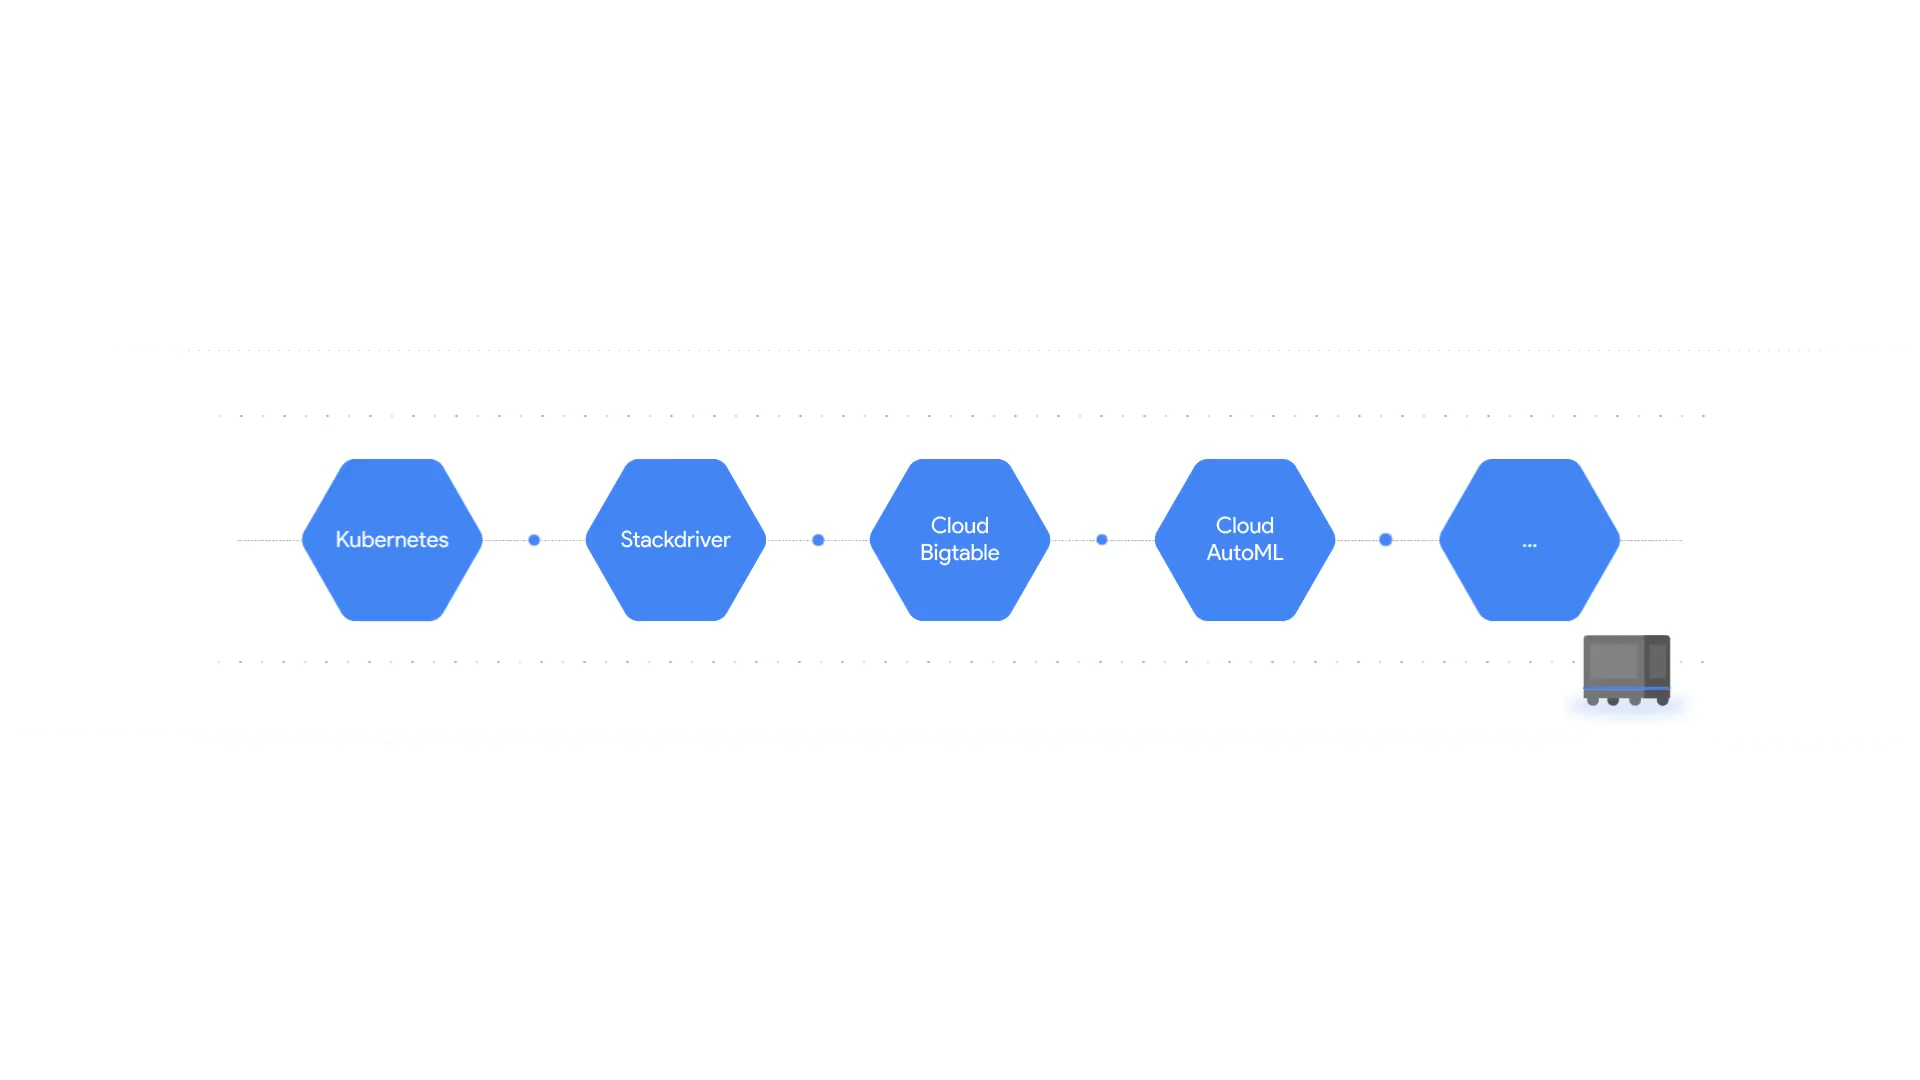 Kubernetes
Stackdriver
Cloud
Bigtable
Cloud
AutoML
...